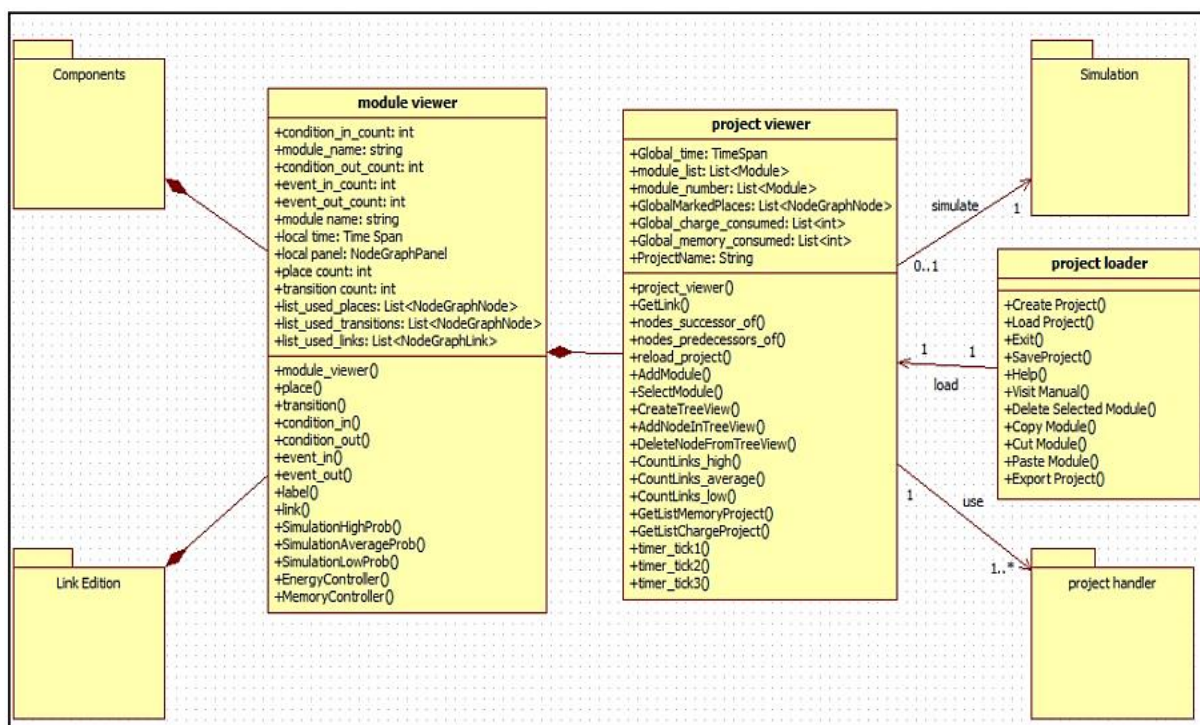 Components
module viewer
+condition_in_count: int
+module_name: string
+condition_out_count: int
+event_in_count: int
+event_out_count: int
+module name: string
+local time: Time Span
+local panel: NodeGraphPanel
+place count: int
+transition count: int
+list_used_places: List<NodeGraphNode>
+list_used_transitions: List<NodeGraphNode>
+list_used_links: List<NodeGraphLink>
+module_viewer()
+place()
+transition()
+condition_in()
+condition_out()
+event_in()
+event_out()
+label()
+link()
+SimulationHighProb()
+SimulationAverageProb()
+SimulationLowProb()
+EnergyController()
+MemoryController()
Link Edition
project viewer
+Global_time: TimeSpan
+module_list: List<Module>
+module_number: List<Module>
+GlobalMarkedPlaces: List<NodeGraphNode>
+Global_charge_consumed: List<int>
+Global_memory_consumed: List<int>
+ProjectName: String
+project_viewer()
+GetLink()
+nodes_successor_of()
+nodes_predecessors_of()
+reload_project()
+AddModule()
+SelectModule()
+CreateTreeView()
+AddNodeInTreeView()
+DeleteNodeFromTreeView()
+CountLinks_high()
+CountLinks_average()
+CountLinks_low()
+GetListMemoryProject()
+GetListChargeProject()
+timer_tick1()
+timer_tick2()
+timer_tick3()
Simulation
simulate
1
0..1
project loader
+Create Project()
+Load Project()
+Exit()
+SaveProject()
+Help()
+Visit Manual()
+Delete Selected Module()
+Copy Module()
+Cut Module()
+Paste Module()
+Export Project()
1
1
load
1
use
1..*
project handler